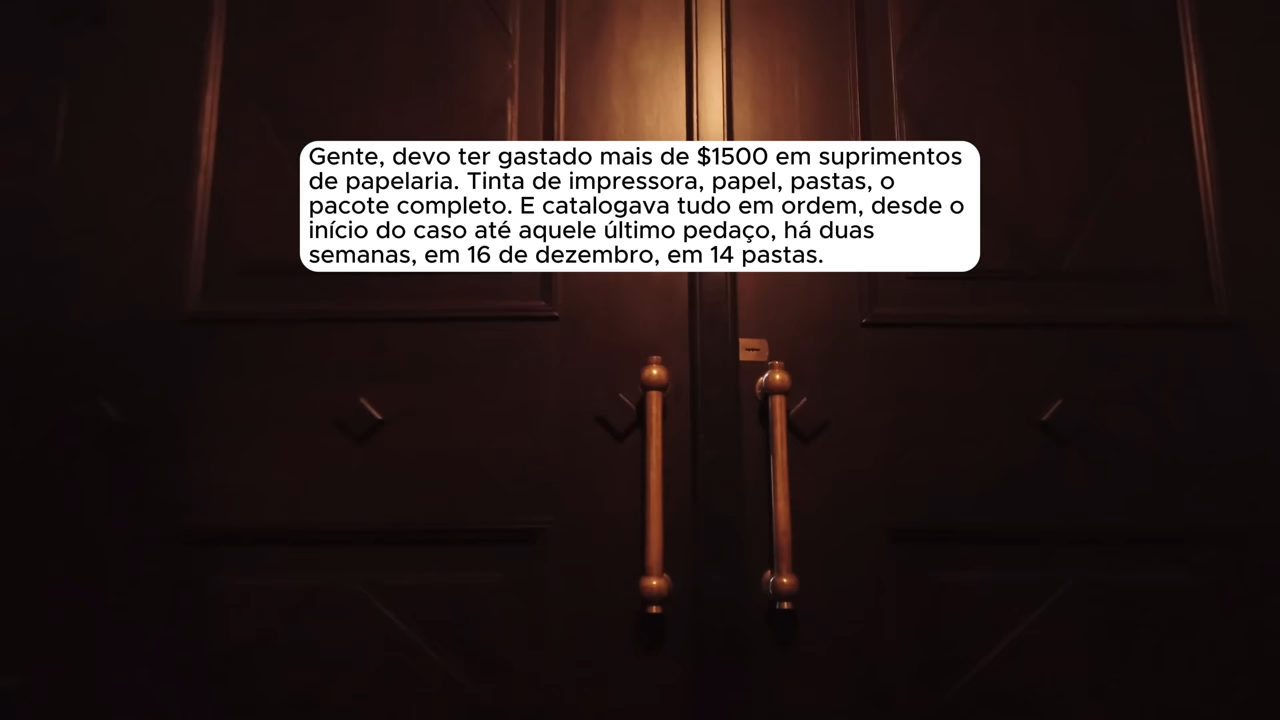 Gente, devo ter gastado mais de $1500 em suprimentos
de papelaria. Tinta de impressora, papel, pastas, o
pacote completo. E catalogava tudo em ordem, desde o
início do caso até aquele último pedaço, há duas
semanas, em 16 de dezembro, em 14 pastas.